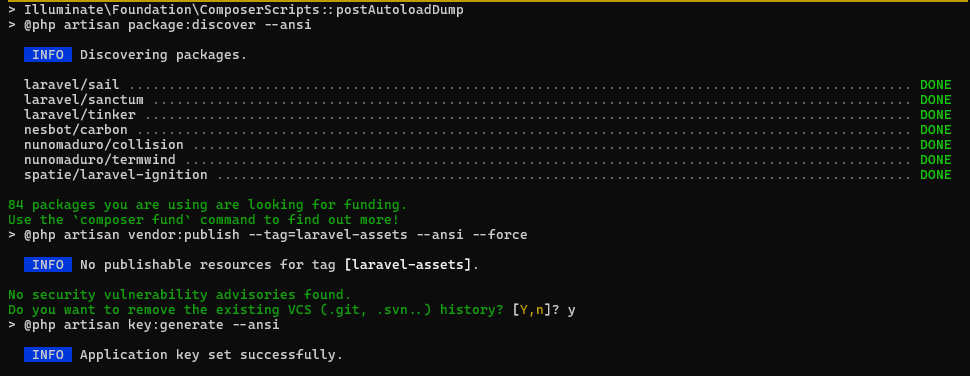 > Illuminate\Foundation\ComposerScripts::postAutoloadDump
> @php artisan package:discover --ansi
INFO Discovering packages.
laravel/sail ................................................................................................... DONE
laravel/sanctum ................................................................................................ DONE
laravel/tinker ................................................................................................. DONE
nesbot/carbon .................................................................................................. DONE
nunomaduro/collision ........................................................................................... DONE
nunomaduro/termwind ............................................................................................ DONE
spatie/laravel-ignition ........................................................................................ DONE
84 packages you are using are looking for funding.
Use the `composer fund` command to find out more!
> @php artisan vendor:publish --tag=laravel-assets --ansi --force
INFO No publishable resources for tag [laravel-assets].
No security vulnerability advisories found.
Do you want to remove the existing VCS (.git, .svn..) history? [Y,n]? y
> @php artisan key:generate --ansi
INFO Application key set successfully.